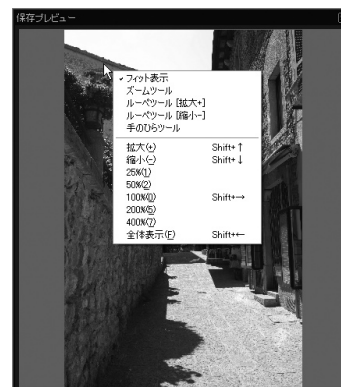 保存プレビュー
フィット表示
ズームツール
ルーペツール [拡大+]
ルーペツール [縮小-]
手のひらツール
拡大(+) Shift+↑
縮小(-) Shift+↓
25%(1)
50%(2)
100%(0) Shift+→
200%(5)
400%(7)
全体表示(F) Shift+←